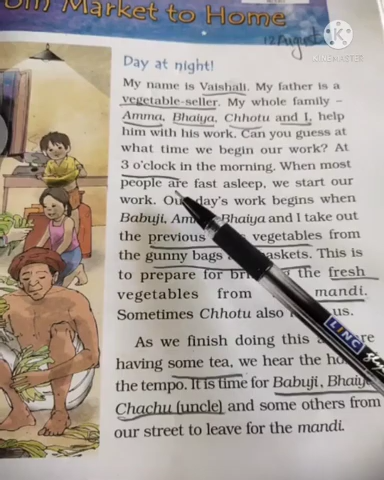 om Market to Home
12 August
KINEMASTER
Day at night!
My name is Vaishali. My father is a
vegetable-seller. My whole family –
Amma, Bhaiya, Chhotu and I, help
him with his work. Can you guess at
what time we begin our work? At
3 o'clock in the morning. When most
people are fast asleep, we start our
work. Our day's work begins when
Babuji, Bhaiya and I take out
the previous vegetables from
the gunny bags baskets. This is
to prepare for the fresh
vegetables from mandi.
Sometimes Chhotu also us.
As we finish doing this
having some tea, we hear the
the tempo. It is time for Babuji, Bhaiya,
Chachu (uncle) and some others from
our street to leave for the mandi.
LINC